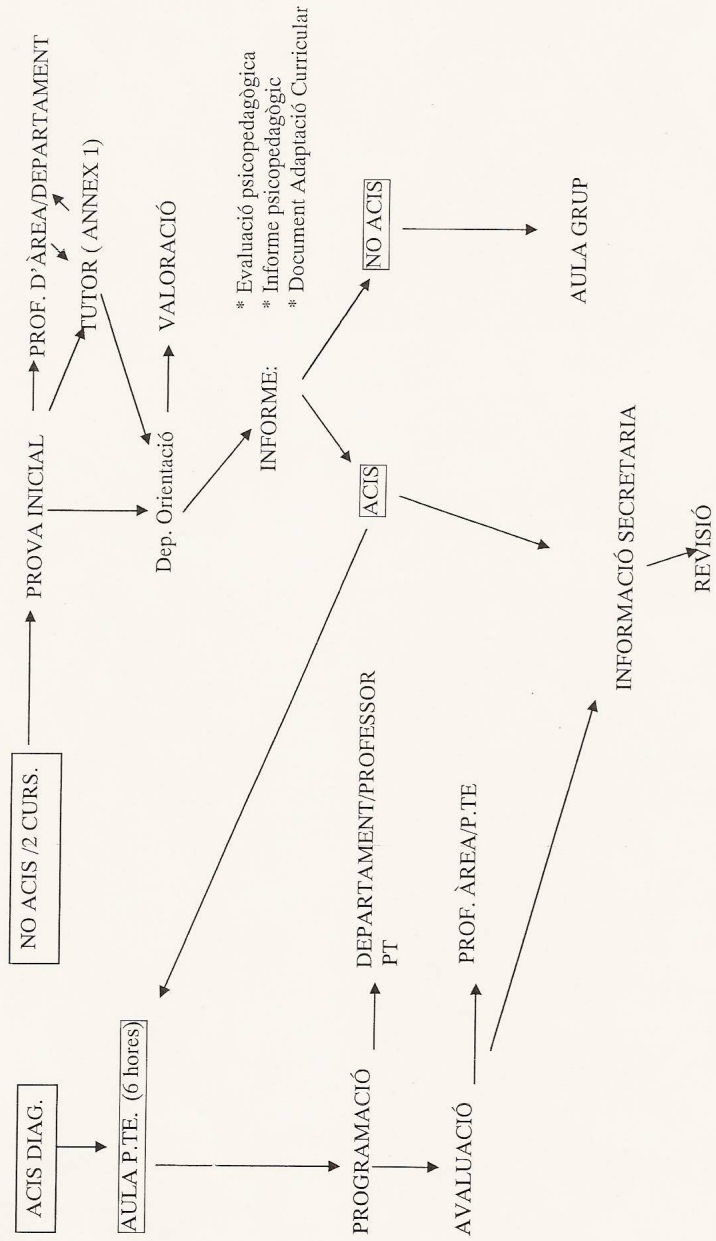 ACIS DIAG.
NO ACIS /2 CURS.
PROVA INICIAL
PROF. D'ÀREA/DEPARTAMENT
AULA P.TE. (6 hores)
TUTOR ( ANNEX 1)
Dep. Orientació
VALORACIÓ
INFORME:
* Evaluació psicopedagògica
* Informe psicopedagògic
* Document Adaptació Curricular
ACIS
NO ACIS
PROGRAMACIÓ
DEPARTAMENT/PROFESSOR
PT
AVALUACIÓ
PROF. ÀREA/P.TE
AULA GRUP
INFORMACIÓ SECRETARIA
REVISIÓ